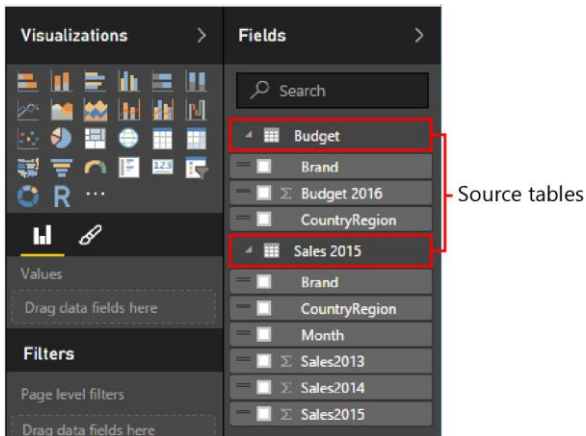 Visualizations >
Fields >
Search
Budget
Brand
Σ Budget 2016
CountryRegion
Sales 2015
Brand
CountryRegion
Month
Σ Sales2013
Σ Sales2014
Σ Sales2015
Source tables
123
R ...
Values
Drag data fields here
Filters
Page level filters
Drag data fields here